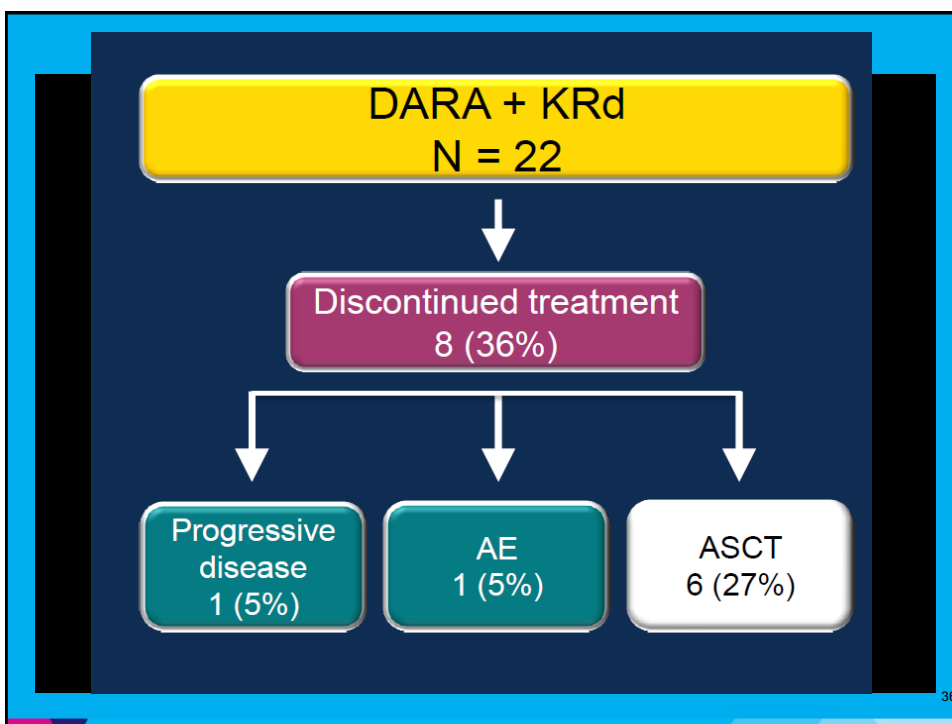 DARA + KRd
N = 22
Discontinued treatment
8 (36%)
Progressive
disease
1 (5%)
AE
1 (5%)
ASCT
6 (27%)